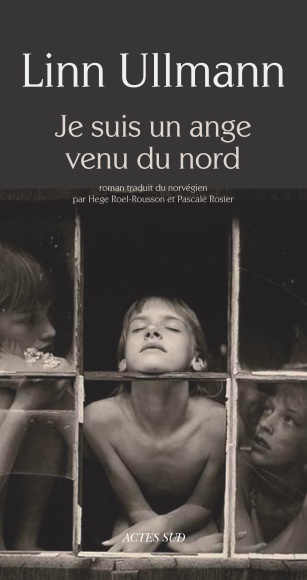 Linn Ullmann
Je suis un ange
venu du nord
roman traduit du norvégien
par Hege Roel-Rousson et Pascale Rosier
ACTES SUD